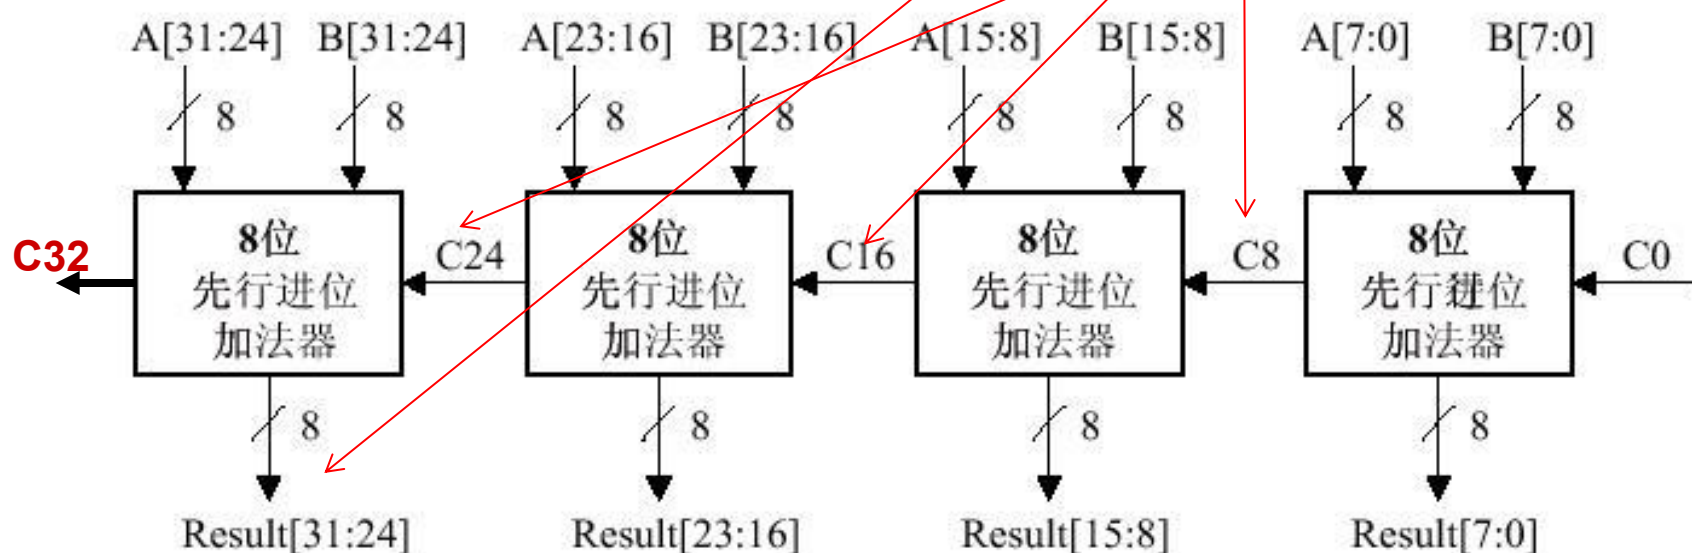 A[31:24] B[31:24] A[23:16] B[23:16] A[15:8] B[15:8] A[7:0] B[7:0]
8 8 8 8 8 8 8 8
C32 8位 C24 8位 C16 8位 C8 8位 C0
先行进位 先行进位 先行进位 先行进位
加法器 加法器 加法器 加法器
8 8 8 8
Result[31:24] Result[23:16] Result[15:8] Result[7:0]